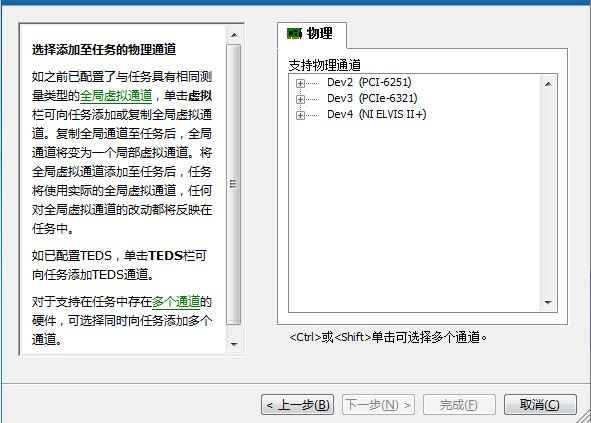 选择添加至任务的物理通道
如之前已配置了与任务具有相同测
量类型的全局虚拟通道，单击虚拟
栏可向任务添加或复制全局虚拟通
道。复制全局通道至任务后，全局
通道将变为一个局部虚拟通道。将
全局虚拟通道添加至任务后，任务
将使用实际的全局虚拟通道，任何
对全局虚拟通道的改动都将反映在
任务中。
如已配置TEDS，单击TEDS栏可
向任务添加TEDS通道。
对于支持在任务中存在多个通道的
硬件，可选择同时向任务添加多个
通道。
物理
支持物理通道
Dev2 (PCI-6251)
Dev3 (PCIe-6321)
Dev4 (NI ELVIS II+)
<Ctrl>或<Shift>单击可选择多个通道。
< 上一步(B)
下一步(N) >
完成(F)
取消(C)